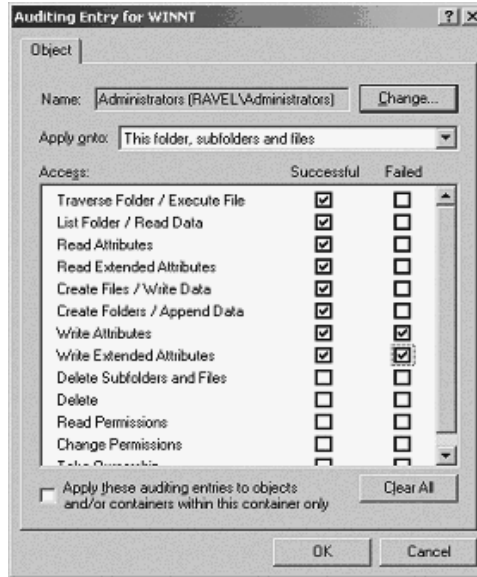 Auditing Entry for WINNT
Object
Name: Administrators (RAVEL\Administrators) Change...
Apply onto: This folder, subfolders and files
Access: Successful Failed
Traverse Folder / Execute File
List Folder / Read Data
Read Attributes
Read Extended Attributes
Create Files / Write Data
Create Folders / Append Data
Write Attributes
Write Extended Attributes
Delete Subfolders and Files
Delete
Read Permissions
Change Permissions
Take Ownership
Apply these auditing entries to objects
and/or containers within this container only
Clear All
OK Cancel